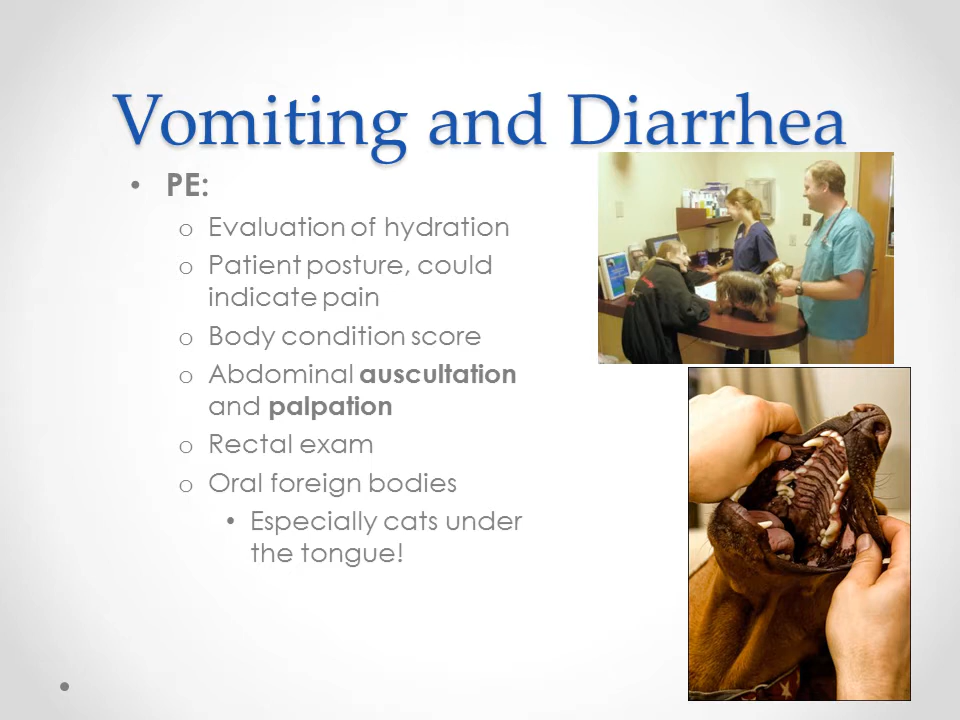 Vomiting and Diarrhea
• PE:
o Evaluation of hydration
o Patient posture, could
indicate pain
o Body condition score
o Abdominal auscultation
and palpation
o Rectal exam
o Oral foreign bodies
• Especially cats under
the tongue!
•